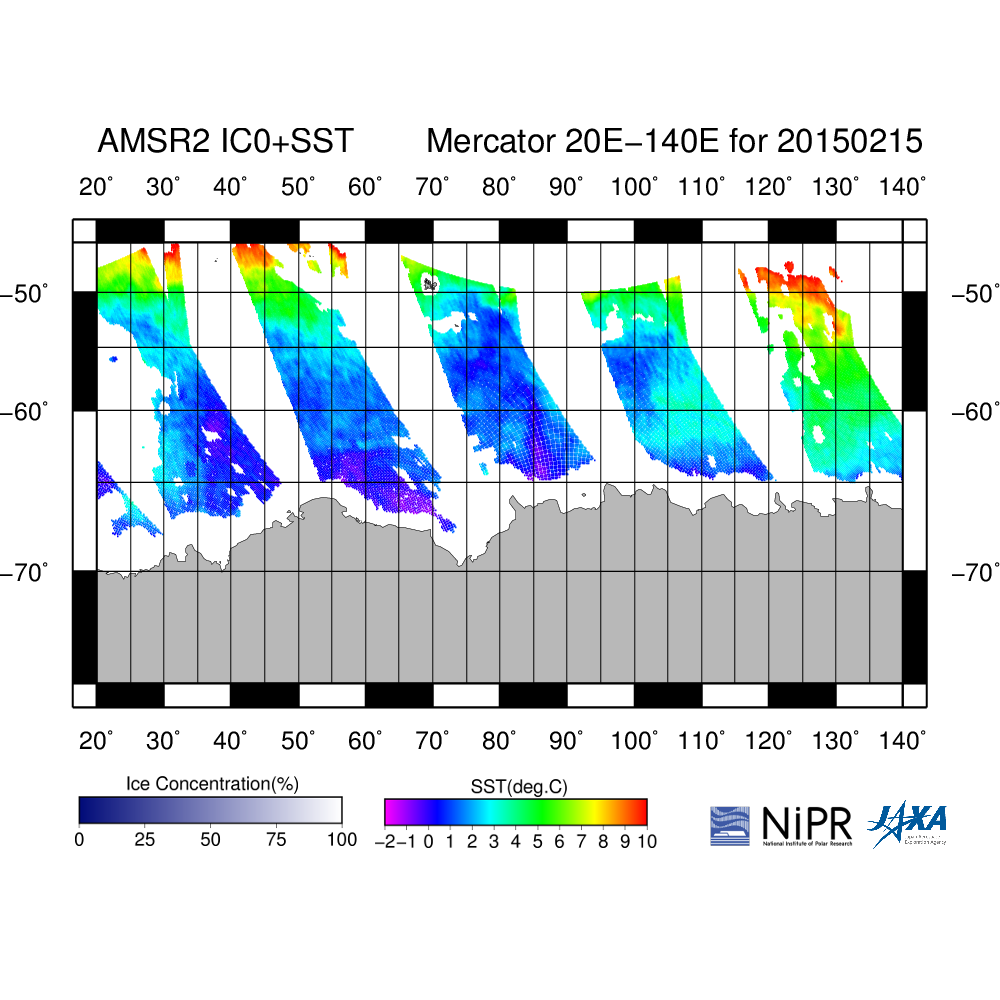 AMSR2 IC0+SST Mercator 20E−140E for 20150215
20° 30° 40° 50° 60° 70° 80° 90° 100° 110° 120° 130° 140°
−50° −50°
−60° −60°
−70° −70°
20° 30° 40° 50° 60° 70° 80° 90° 100° 110° 120° 130° 140°
Ice Concentration(%) SST(deg.C)
0 25 50 75 100 −2 −1 0 1 2 3 4 5 6 7 8 9 10
NiPR
National Institute of Polar Research
JAXA
Exploration Agency